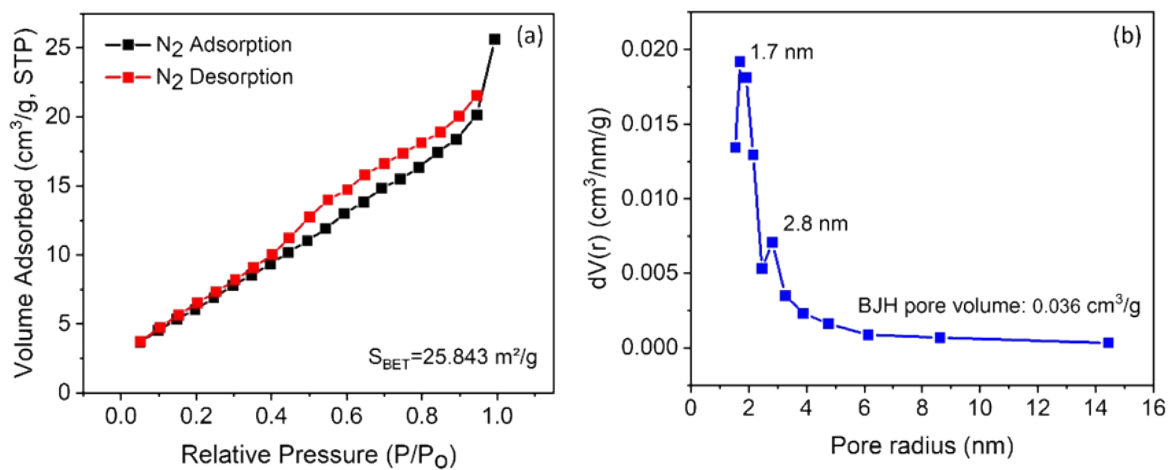 (a)
N2 Adsorption
N2 Desorption
SBET=25.843 m²/g
Volume Adsorbed (cm3/g, STP)
25
20
15
10
5
0
0.0 0.2 0.4 0.6 0.8 1.0
Relative Pressure (P/Po)
(b)
1.7 nm
2.8 nm
BJH pore volume: 0.036 cm3/g
dV(r) (cm3/nm/g)
0.020
0.015
0.010
0.005
0.000
0 2 4 6 8 10 12 14 16
Pore radius (nm)